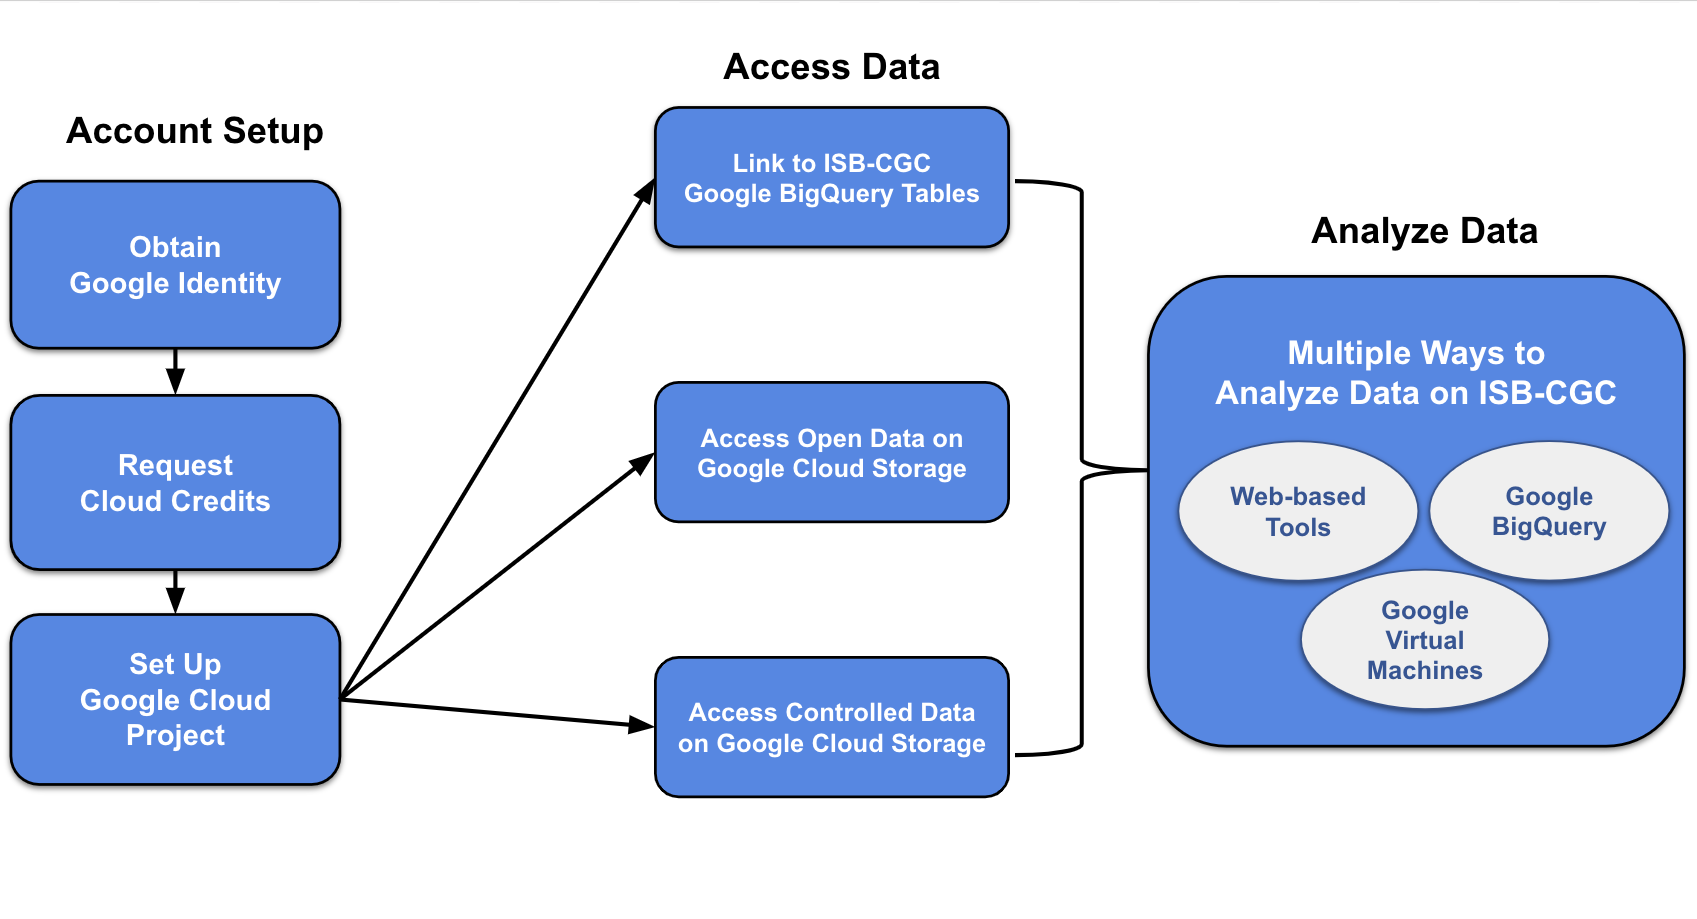 Account Setup
Obtain
Google Identity
Request
Cloud Credits
Set Up
Google Cloud
Project
Access Data
Link to ISB-CGC
Google BigQuery Tables
Access Open Data on
Google Cloud Storage
Access Controlled Data
on Google Cloud Storage
Analyze Data
Multiple Ways to
Analyze Data on ISB-CGC
Web-based
Tools
Google
BigQuery
Google
Virtual
Machines